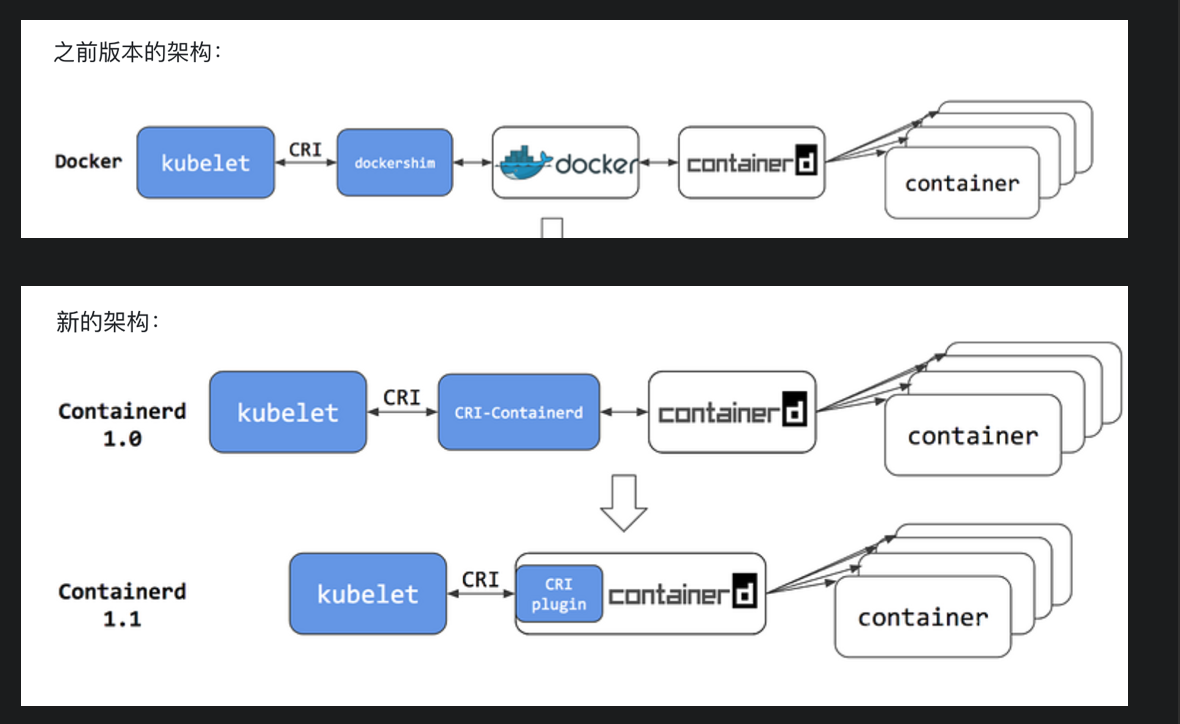 之前版本的架构：
Docker
kubelet
CRI
dockershim
docker
containerd
container
新的架构：
Containerd
1.0
kubelet
CRI
CRI-Containerd
containerd
container
Containerd
1.1
kubelet
CRI
CRI
plugin
containerd
container